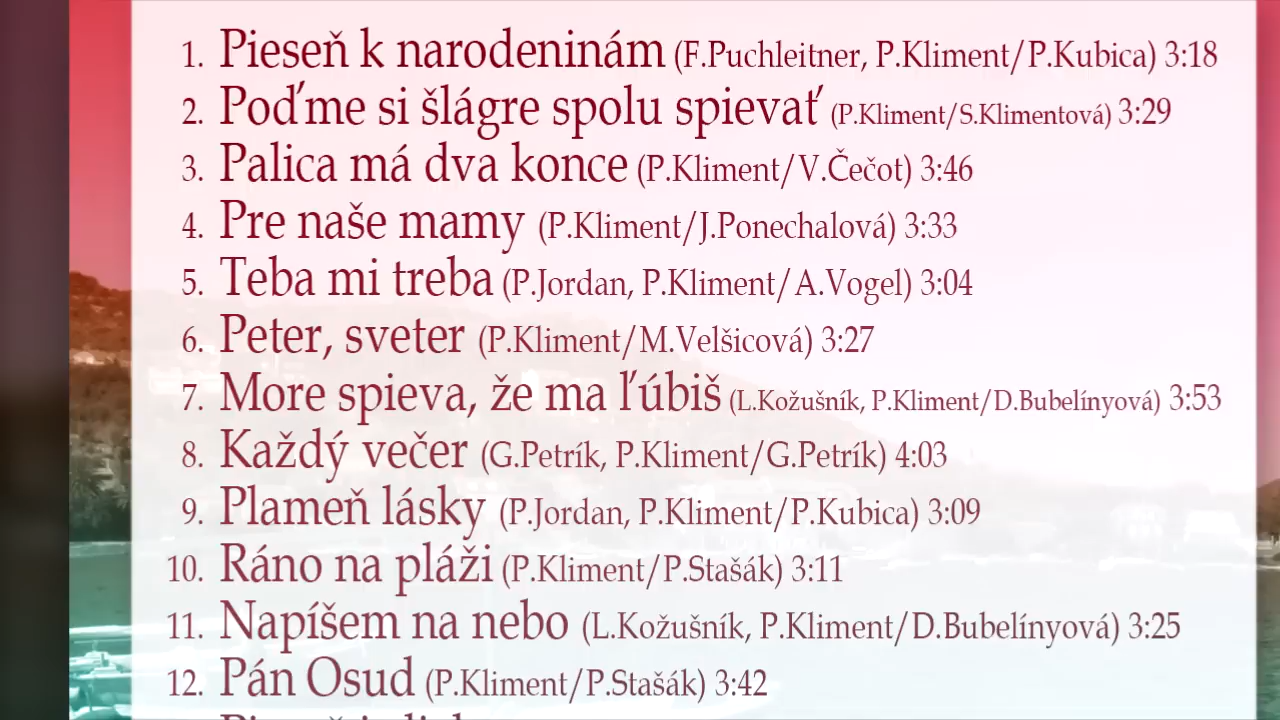 1. Pieseň k narodeninám (F.Puchleitner, P.Kliment/P.Kubica) 3:18
2. Poďme si šlágre spolu spievať (P.Kliment/S.Klimentová) 3:29
3. Palica má dva konce (P.Kliment/V.Čečot) 3:46
4. Pre naše mamy (P.Kliment/J.Ponechalová) 3:33
5. Teba mi treba (P.Jordan, P.Kliment/A.Vogel) 3:04
6. Peter, sveter (P.Kliment/M.Velšicová) 3:27
7. More spieva, že ma ľúbiš (L.Kožušník, P.Kliment/D.Bubelínyová) 3:53
8. Každý večer (G.Petrík, P.Kliment/G.Petrík) 4:03
9. Plameň lásky (P.Jordan, P.Kliment/P.Kubica) 3:09
10. Ráno na pláži (P.Kliment/P.Stašák) 3:11
11. Napíšem na nebo (L.Kožušník, P.Kliment/D.Bubelínyová) 3:25
12. Pán Osud (P.Kliment/P.Stašák) 3:42